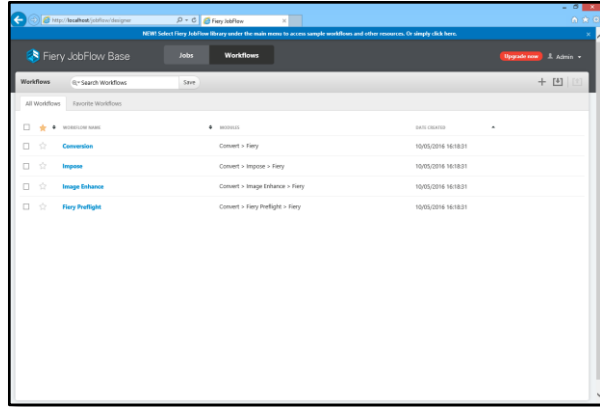 http://localhost/jobflow/designer
Fiery JobFlow
NEW! Select Fiery JobFlow library under the main menu to access sample workflows and other resources. Or simply click here.
Fiery JobFlow Base Jobs Workflows Upgrade now Admin
Workflows Search Workflows Save
All Workflows Favorite Workflows
WORKFLOW NAME MODULES DATE CREATED
Conversion Convert > Fiery 10/05/2016 16:18:31
Impose Convert > Impose > Fiery 10/05/2016 16:18:31
Image Enhance Convert > Image Enhance > Fiery 10/05/2016 16:18:31
Fiery Preflight Convert > Fiery Preflight > Fiery 10/05/2016 16:18:31